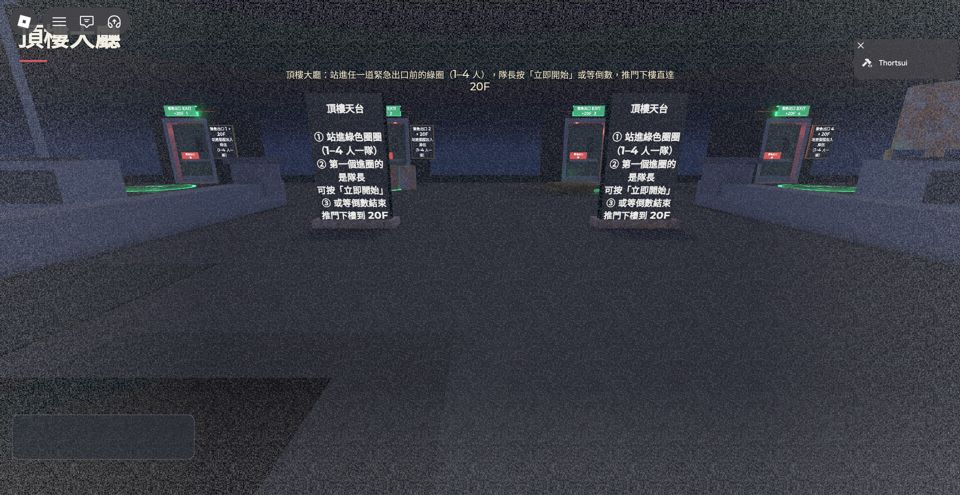 頂樓大廳
Thortsui
頂樓大廳：站進任一道緊急出口前的綠圈（1–4 人），隊長按「立即開始」或等倒數，推門下樓直達
20F
頂樓天台
① 站進綠色圈圈
（1–4 人一隊）
② 第一個進圈的
是隊長
可按「立即開始」
③ 或等倒數結束
推門下樓到 20F
頂樓天台
① 站進綠色圈圈
（1–4 人一隊）
② 第一個進圈的
是隊長
可按「立即開始」
③ 或等倒數結束
推門下樓到 20F